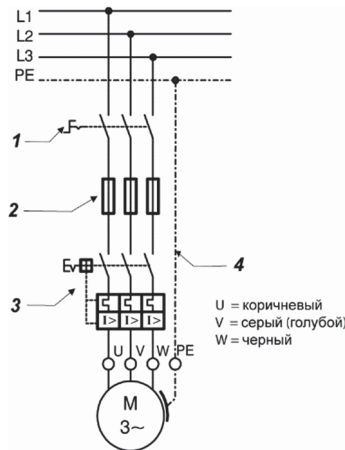 L1
L2
L3
PE
1
2
3
4
I> I> I>
U V W PE
M
3~
U = коричневый
V = серый (голубой)
W = черный